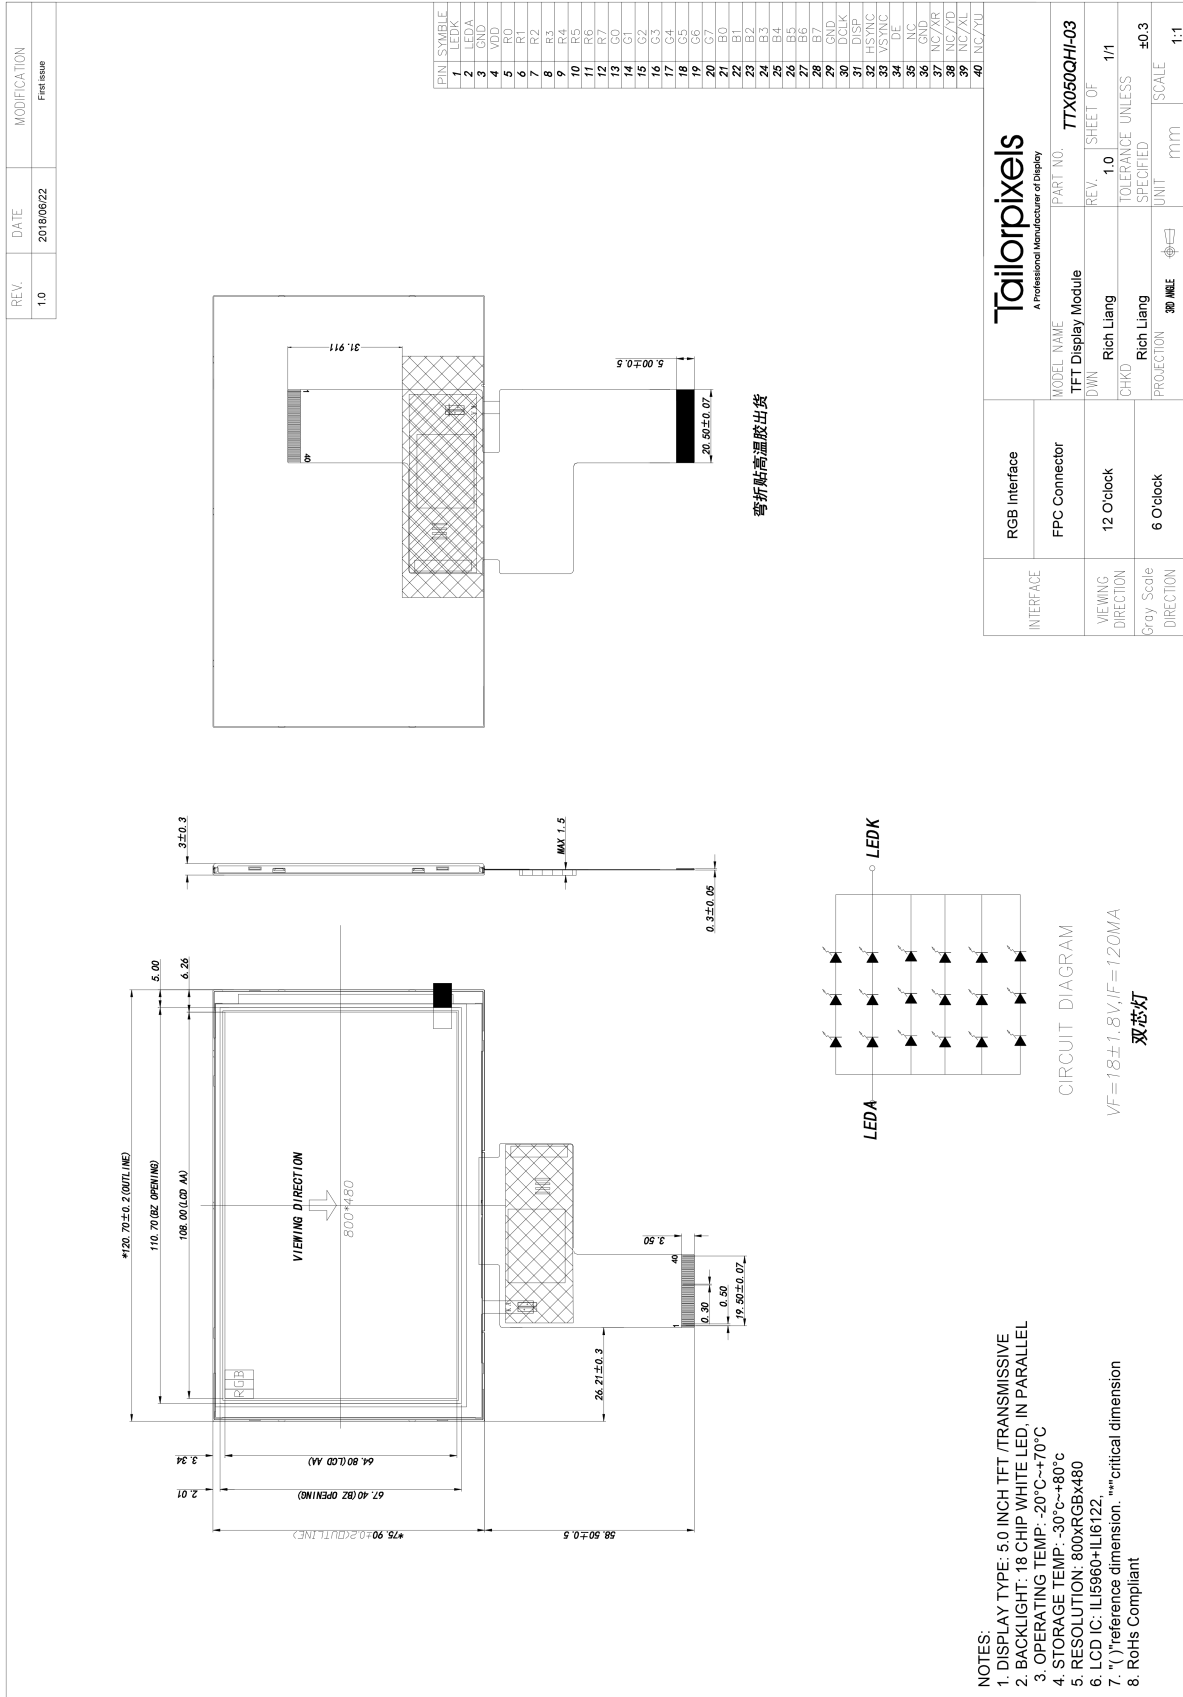 REV.	DATE	MODIFICATION
1.0	2018/06/22	First issue
*120.70±0.2(OUTLINE)
110.70(BZ OPENING)
108.00(LCD AA)
5.00
6.26
2.01
3.34
*75.90±0.2(OUTLINE)
67.40(BZ OPENING)
64.80(LCD AA)
58.50±0.5
RGB
VIEWING DIRECTION
800*480
26.21±0.3
3.50
1
40
0.30
0.50
19.50±0.07
3±0.3
MAX 1.5
0.3±0.05
31.911
1
40
5.00±0.5
20.50±0.07
弯折贴高温胶出货
PIN	SYMBLE
1	LEDK
2	LEDA
3	GND
4	VDD
5	R0
6	R1
7	R2
8	R3
9	R4
10	R5
11	R6
12	R7
13	G0
14	G1
15	G2
16	G3
17	G4
18	G5
19	G6
20	G7
21	B0
22	B1
23	B2
24	B3
25	B4
26	B5
27	B6
28	B7
29	GND
30	DCLK
31	DISP
32	HSYNC
33	VSYNC
34	DE
35	NC
36	GND
37	NC/XR
38	NC/YD
39	NC/XL
40	NC/YU
LEDA
LEDK
CIRCUIT DIAGRAM
VF=18±1.8V,IF=120MA
双芯灯
NOTES:
1. DISPLAY TYPE: 5.0 INCH TFT /TRANSMISSIVE
2. BACKLIGHT: 18 CHIP WHITE LED, IN PARALLEL
3. OPERATING TEMP: -20°C~+70°C
4. STORAGE TEMP: -30°c~+80°c
5. RESOLUTION: 800xRGBx480
6. LCD IC: ILI5960+ILI6122,
7. "( )"reference dimension. "*"critical dimension
8. RoHs Compliant
INTERFACE
RGB Interface
FPC Connector
VIEWING DIRECTION
12 O'clock
Gray Scale DIRECTION
6 O'clock
Tailorpixels
A Professional Manufacturer of Display
MODEL NAME
TFT Display Module
PART NO.
TTX050QHI-03
DWN
Rich Liang
REV.
1.0
SHEET OF
1/1
CHKD
Rich Liang
TOLERANCE UNLESS
SPECIFIED
±0.3
PROJECTION
3RD ANGLE
UNIT
mm
SCALE
1:1